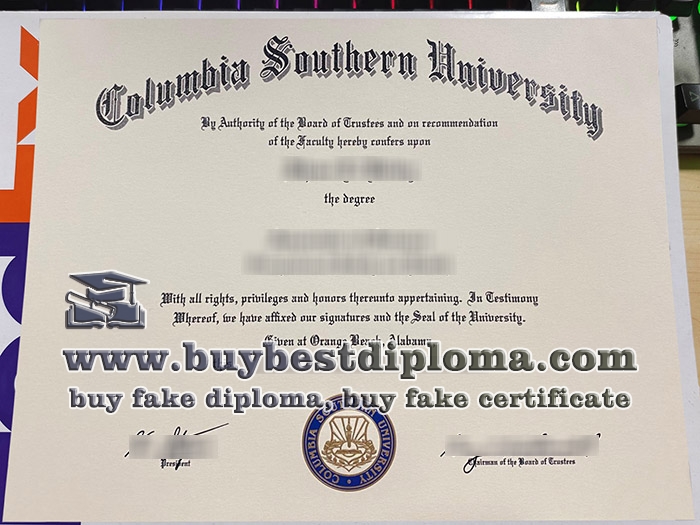 Columbia Southern University
By Authority of the Board of Trustees and on recommendation
of the Faculty hereby confers upon
the degree
With all rights, privileges and honors thereunto appertaining. In Testimony
Whereof, we have affixed our signatures and the Seal of the University.
Given at Orange Beach, Alabama
www.buybestdiploma.com
buy fake diploma, buy fake certificate
COLUMBIA SOUTHERN UNIVERSITY
President
Chairman of the Board of Trustees